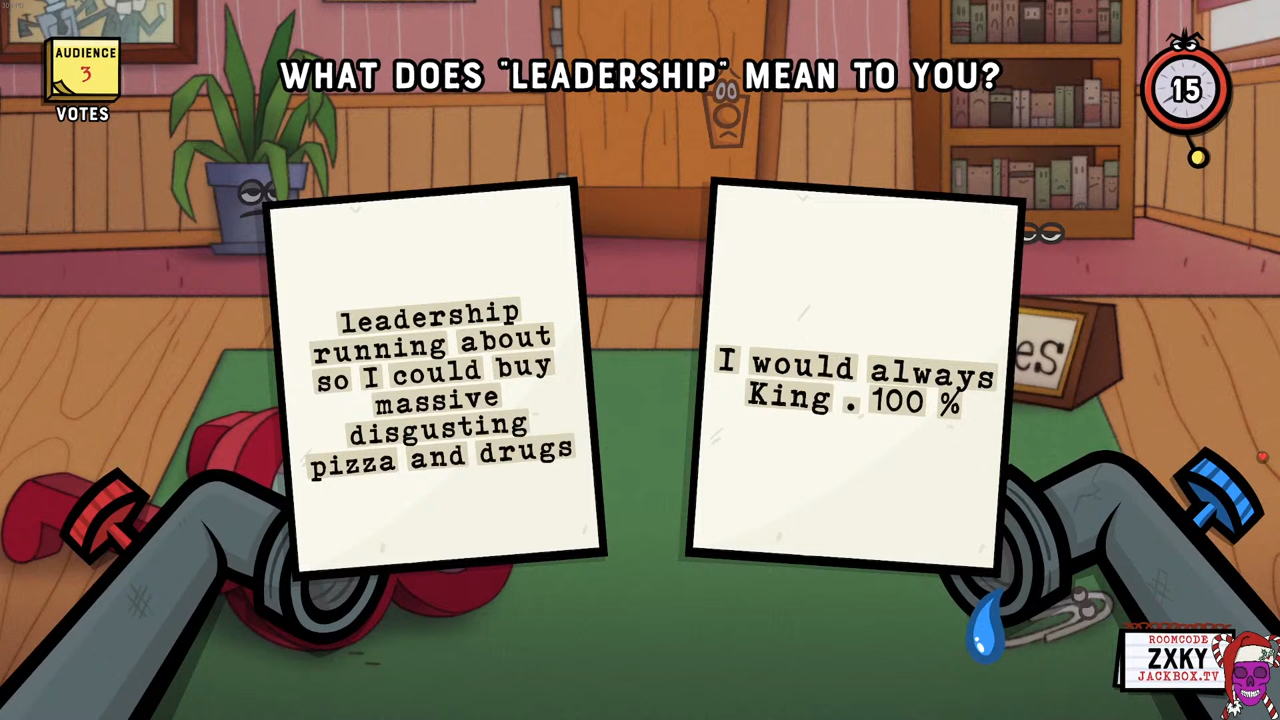 AUDIENCE
3
VOTES
WHAT DOES "LEADERSHIP" MEAN TO YOU?
15
leadership
running about
so I could buy
massive
disgusting
pizza and drugs
I would always
King . 100 %
es
ROOMCODE
ZXKY
JACKBOX.TV